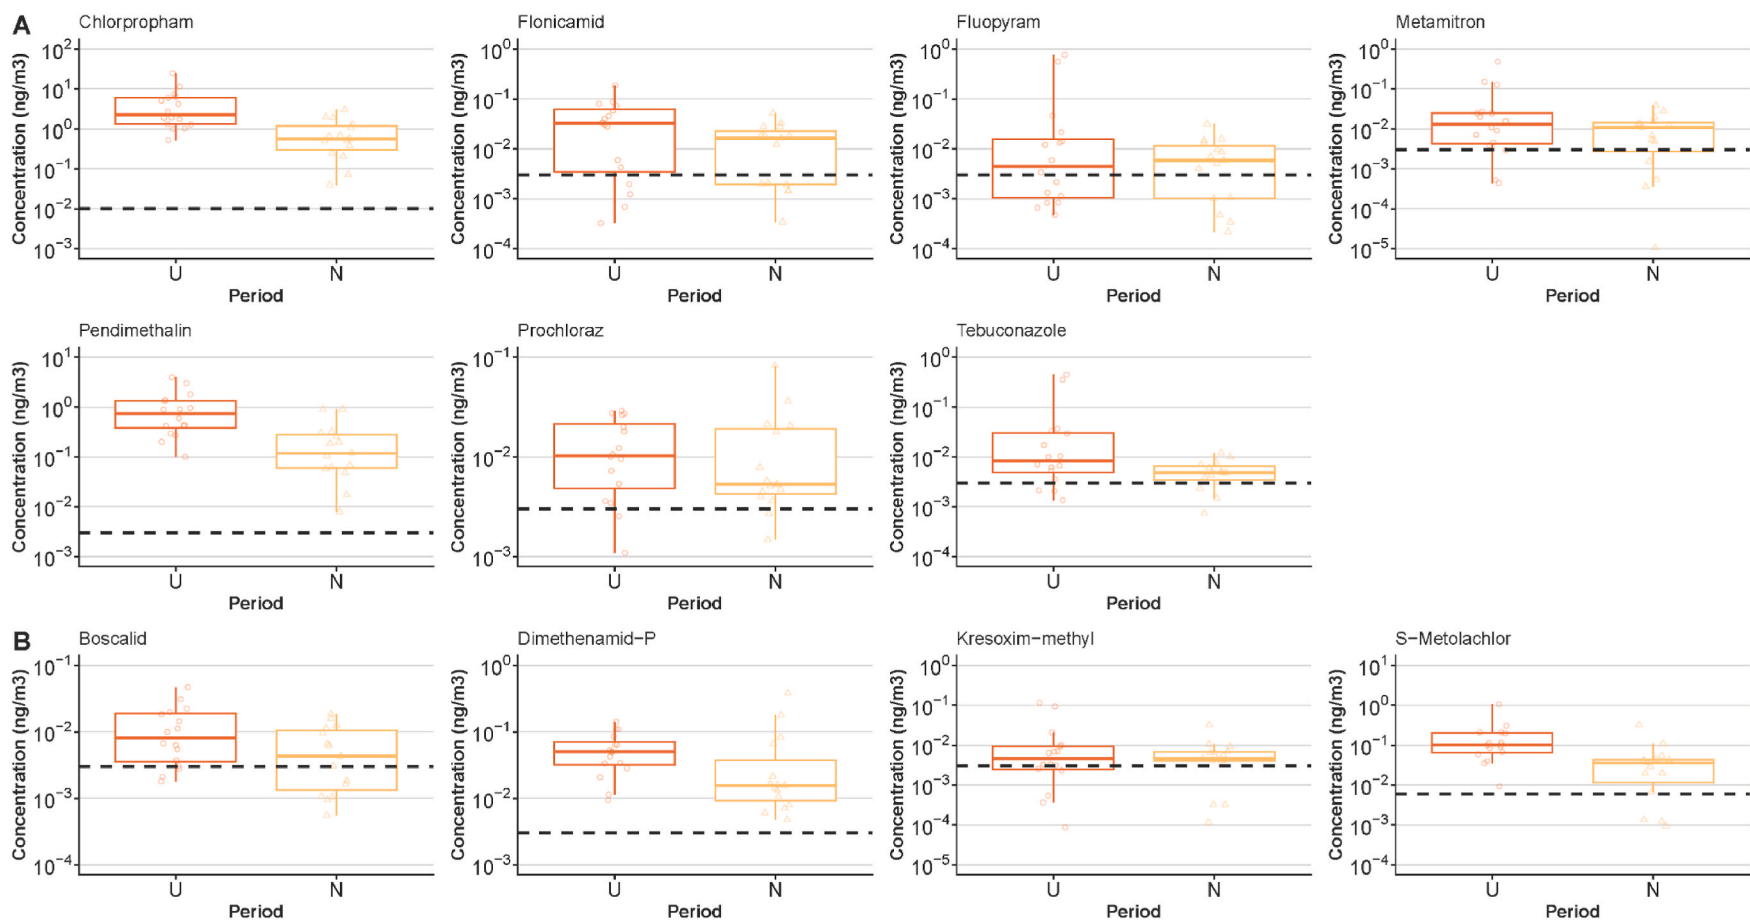 A
Chlorpropham
Concentration (ng/m3)
10^2
10^1
10^0
10^−1
10^−2
10^−3
U N
Period
Flonicamid
Concentration (ng/m3)
10^0
10^−1
10^−2
10^−3
10^−4
U N
Period
Fluopyram
Concentration (ng/m3)
10^0
10^−1
10^−2
10^−3
10^−4
U N
Period
Metamitron
Concentration (ng/m3)
10^0
10^−1
10^−2
10^−3
10^−4
10^−5
U N
Period
Pendimethalin
Concentration (ng/m3)
10^1
10^0
10^−1
10^−2
10^−3
U N
Period
Prochloraz
Concentration (ng/m3)
10^−1
10^−2
10^−3
U N
Period
Tebuconazole
Concentration (ng/m3)
10^0
10^−1
10^−2
10^−3
10^−4
U N
Period
B
Boscalid
Concentration (ng/m3)
10^−1
10^−2
10^−3
10^−4
U N
Period
Dimethenamid−P
Concentration (ng/m3)
10^0
10^−1
10^−2
10^−3
U N
Period
Kresoxim−methyl
Concentration (ng/m3)
10^0
10^−1
10^−2
10^−3
10^−4
10^−5
U N
Period
S−Metolachlor
Concentration (ng/m3)
10^1
10^0
10^−1
10^−2
10^−3
10^−4
U N
Period